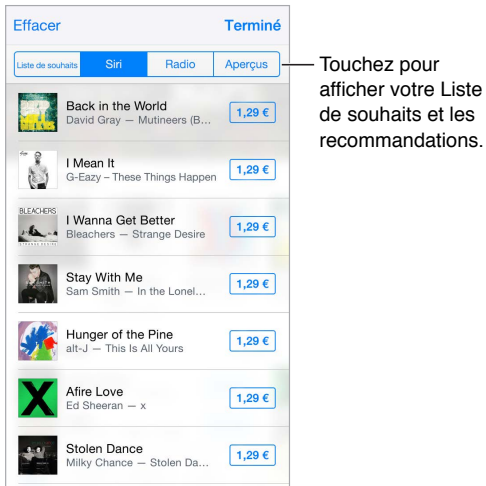 Effacer
Terminé
Liste de souhaits
Siri
Radio
Aperçus
Touchez pour
afficher votre Liste
de souhaits et les
recommandations.
Back in the World
David Gray — Mutineers (B...
1,29 €
I Mean It
G-Eazy – These Things Happen
1,29 €
BLEACHERS
STRANGE DESIRE
I Wanna Get Better
Bleachers — Strange Desire
1,29 €
Stay With Me
Sam Smith — In the Lonel...
1,29 €
Hunger of the Pine
alt-J — This Is All Yours
1,29 €
X
Afire Love
Ed Sheeran — x
1,29 €
Stolen Dance
Milky Chance — Stolen Da...
1,29 €